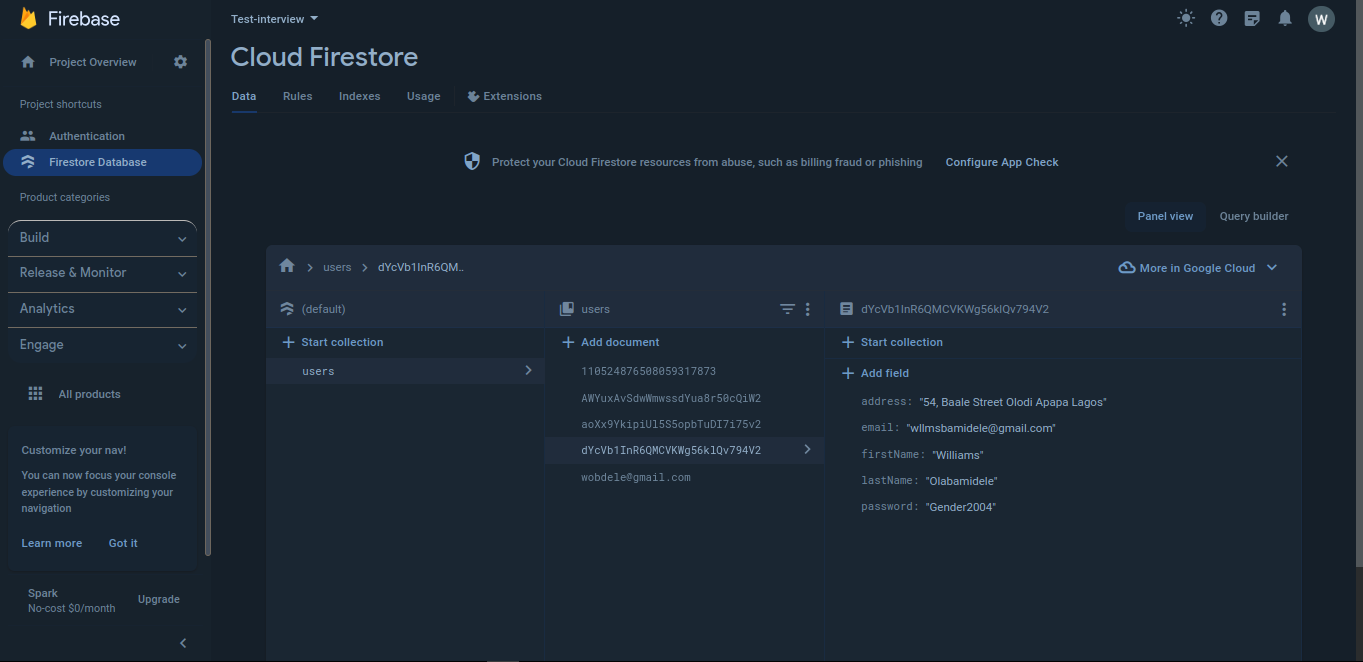 Firebase
Test-interview
W
Project Overview
Cloud Firestore
Project shortcuts
Data Rules Indexes Usage Extensions
Authentication
Firestore Database
Protect your Cloud Firestore resources from abuse, such as billing fraud or phishing Configure App Check
Product categories
Panel view Query builder
Build
Release & Monitor
Analytics
Engage
All products
users dYcVb1InR6QM..
More in Google Cloud
(default)
Start collection
users
users
Add document
110524876508059317873
AWYuxAvSdwWmwssdYua8r50cQiW2
aoXx9YkipiUl5S5opbTuDI7i75v2
dYcVb1InR6QMCVKWg56klQv794V2
wobdele@gmail.com
dYcVb1InR6QMCVKWg56klQv794V2
Start collection
Add field
address: "54, Baale Street Olodi Apapa Lagos"
email: "wllmsbamidele@gmail.com"
firstName: "Williams"
lastName: "Olabamidele"
password: "Gender2004"
Customize your nav!
You can now focus your console
experience by customizing your
navigation
Learn more Got it
Spark
No-cost $0/month
Upgrade